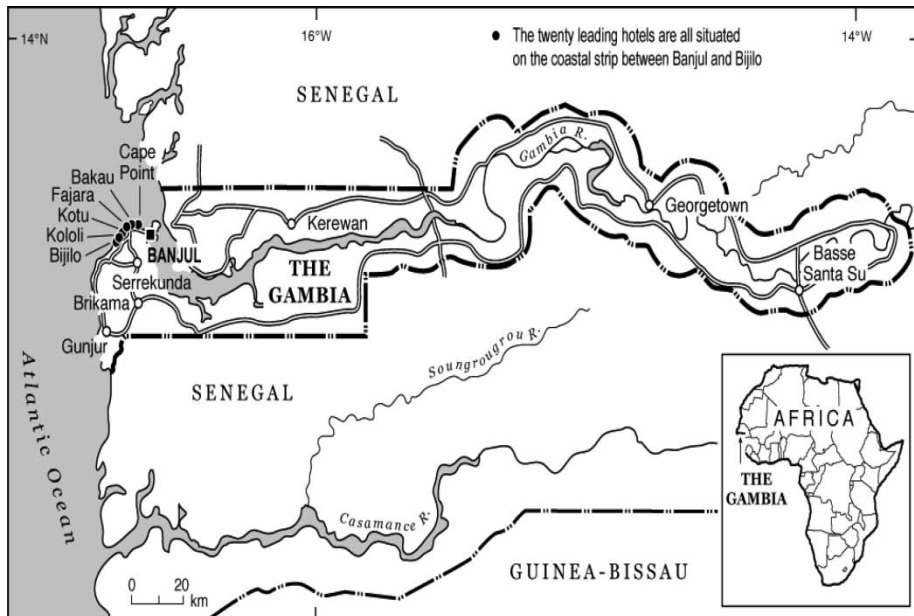 14°N
16°W
14°W
• The twenty leading hotels are all situated
on the coastal strip between Banjul and Bijilo
SENEGAL
Gambia R.
Cape
Point
Bakau
Fajara
Kotu
Kololi
Bijilo
BANJUL
Kerewan
Georgetown
THE
GAMBIA
Basse
Santa Su
Serrekunda
Brikama
Gunjur
Atlantic Ocean
SENEGAL
Soungrougrou R.
Casamance R.
GUINEA-BISSAU
0 20
km
AFRICA
THE
GAMBIA